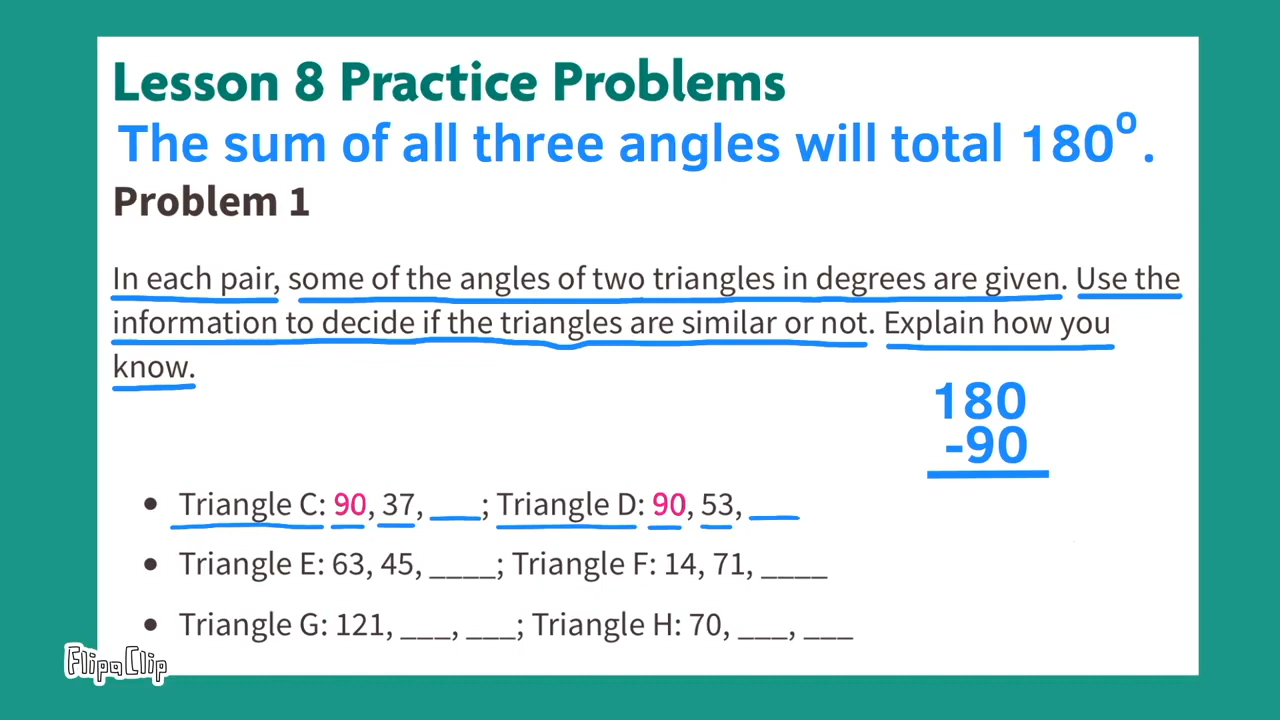 Lesson 8 Practice Problems
The sum of all three angles will total 180°.
Problem 1
In each pair, some of the angles of two triangles in degrees are given. Use the
information to decide if the triangles are similar or not. Explain how you
know.
180
-90
• Triangle C: 90, 37, ___; Triangle D: 90, 53, ___
• Triangle E: 63, 45, ____; Triangle F: 14, 71, ____
• Triangle G: 121, ___, ___; Triangle H: 70, ___, ___
FlipaClip